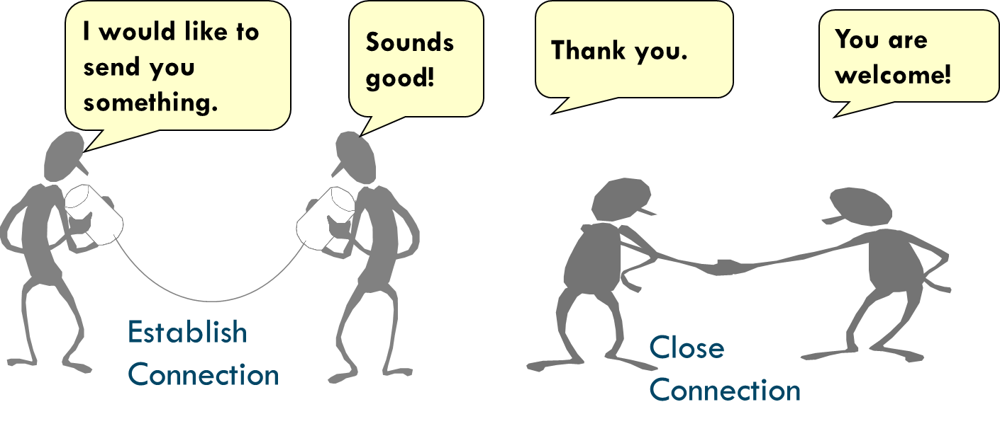 I would like to
send you
something.
Sounds
good!
Thank you.
You are
welcome!
Establish
Connection
Close
Connection